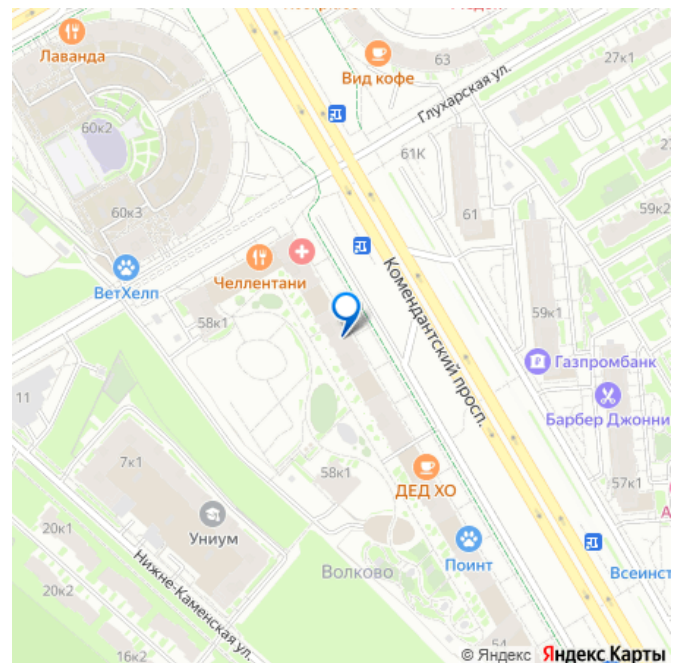 Лаванда
Вид кофе
63
27к1
Глухарская ул.
60к2
61К
60к3
61
59к2
ВетХелп
Челлентани
58к1
Комендантский просп.
59к1
Газпромбанк
Барбер Джонни
11
7к1
58к1
ДЕД ХО
57к1
20к1
Униум
Поинт
Всеинст
Волково
Нижне-Каменская ул.
20к2
16к2
54
© Яндекс Яндекс Карты